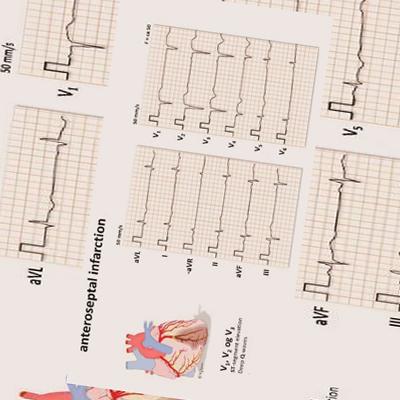 anteroseptal infarction
V1, V2 og V3
ST-segment elevation
Deep Q waves
50 mm/s
V1
V5
aVL
aVF
III
50 mm/s
V1
V2
V3
V4
V5
V6
50 mm/s
aVL
I
-aVR
II
aVF
III